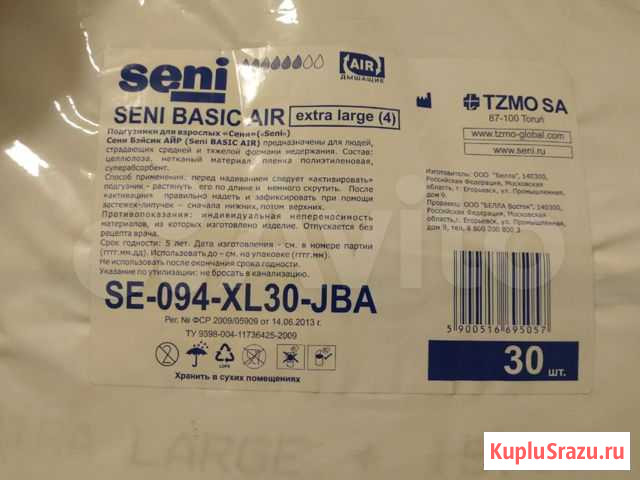 seni
AIR
ДЫШАЩИЕ
SENI BASIC AIR extra large (4)
TZMO SA
87-100 Toruń
www.tzmo-global.com
www.seni.ru
Подгузники для взрослых «Сени»(«Seni»)
Сени Бэйсик АЙР (Seni BASIC AIR) предназначены для людей,
страдающих средней и тяжелой формами недержания. Состав:
целлюлоза, нетканый материал, пленка полиэтиленовая,
суперабсорбент.
Способ применения: перед надеванием следует «активировать»
подгузник – растянуть его по длине и немного скрутить. После
«активации» правильно надеть и зафиксировать при помощи
застежек-липучек – сначала нижних, потом верхних.
Противопоказания: индивидуальная непереносимость
материалов, из которых изготовлено изделие. Отпускается без
рецепта врача.
Срок годности: 5 лет. Дата изготовления - см. в номере партии
(гггг.мм.дд). Использовать до – см. на упаковке (гггг.мм).
Не использовать после окончания срока годности.
Указание по утилизации: не бросать в канализацию.
Изготовитель: ООО "Белла", 140300,
Российская Федерация, Московская
область, г. Егорьевск, ул. Промышленная,
дом 9.
Продавец: ООО "БЕЛЛА Восток", 140300,
Российская Федерация, Московская
область, г. Егорьевск, ул. Промышленная,
дом 9, тел. 8 800 200 800 3
SE-094-XL30-JBA
Рег. № ФСР 2009/05909 от 14.06.2013 г.
ТУ 9398-004-11736425-2009
LDPE
Хранить в сухих помещениях
5900516695057
30 шт.
Avito
LARGE
KupluSrazu.ru